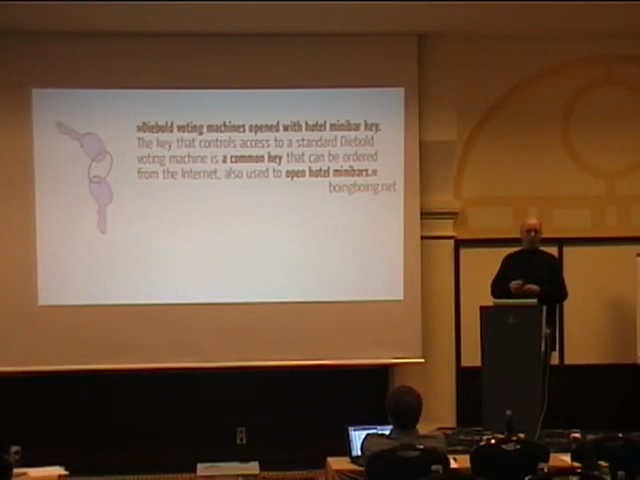 »Diebold voting machines opened with hotel minibar key.
The key that controls access to a standard Diebold
voting machine is a common key that can be ordered
from the Internet, also used to open hotel minibars.«
boingboing.net